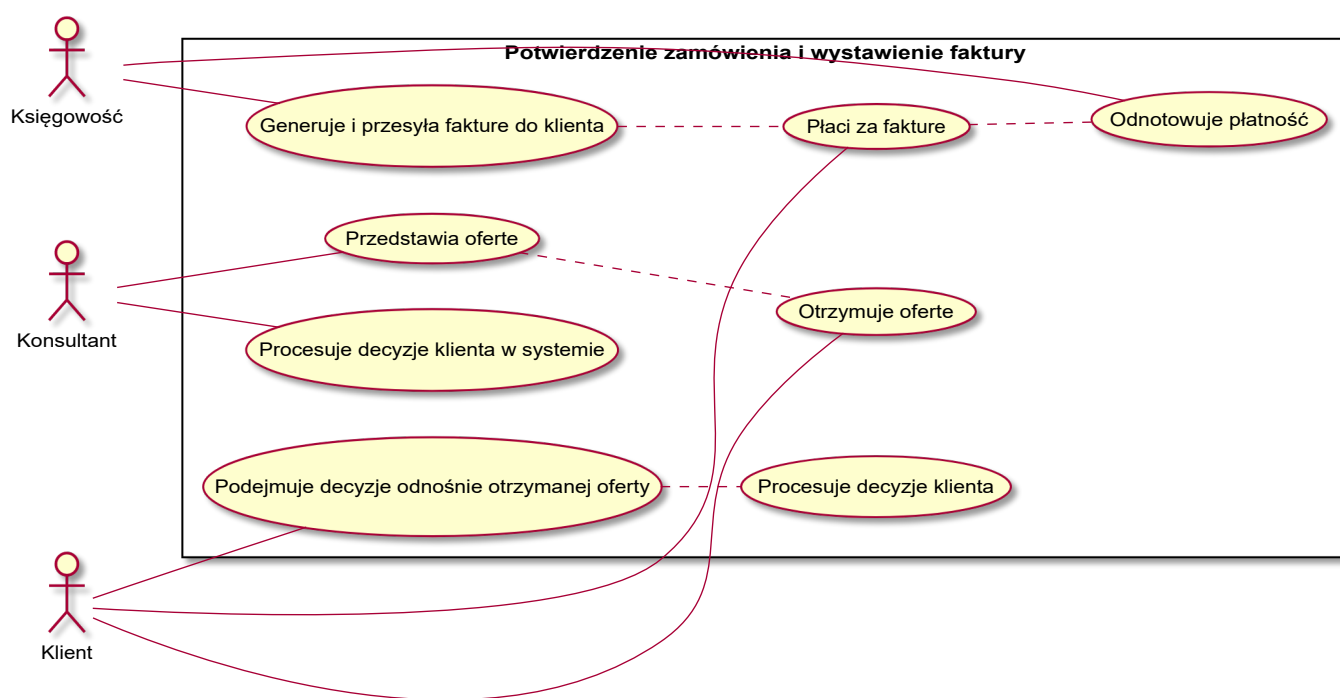 Potwierdzenie zamówienia i wystawienie faktury
Księgowość
Generuje i przesyła fakture do klienta
Płaci za fakture
Odnotowuje płatność
Przedstawia oferte
Konsultant
Otrzymuje oferte
Procesuje decyzje klienta w systemie
Podejmuje decyzje odnośnie otrzymanej oferty
Procesuje decyzje klienta
Klient